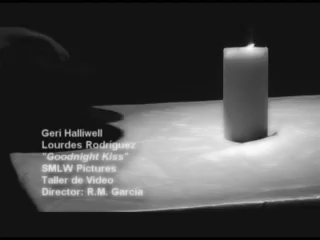 Geri Halliwell
Lourdes Rodriguez
"Goodnight Kiss"
SMLW Pictures
Taller de Video
Director: R.M. Garcia